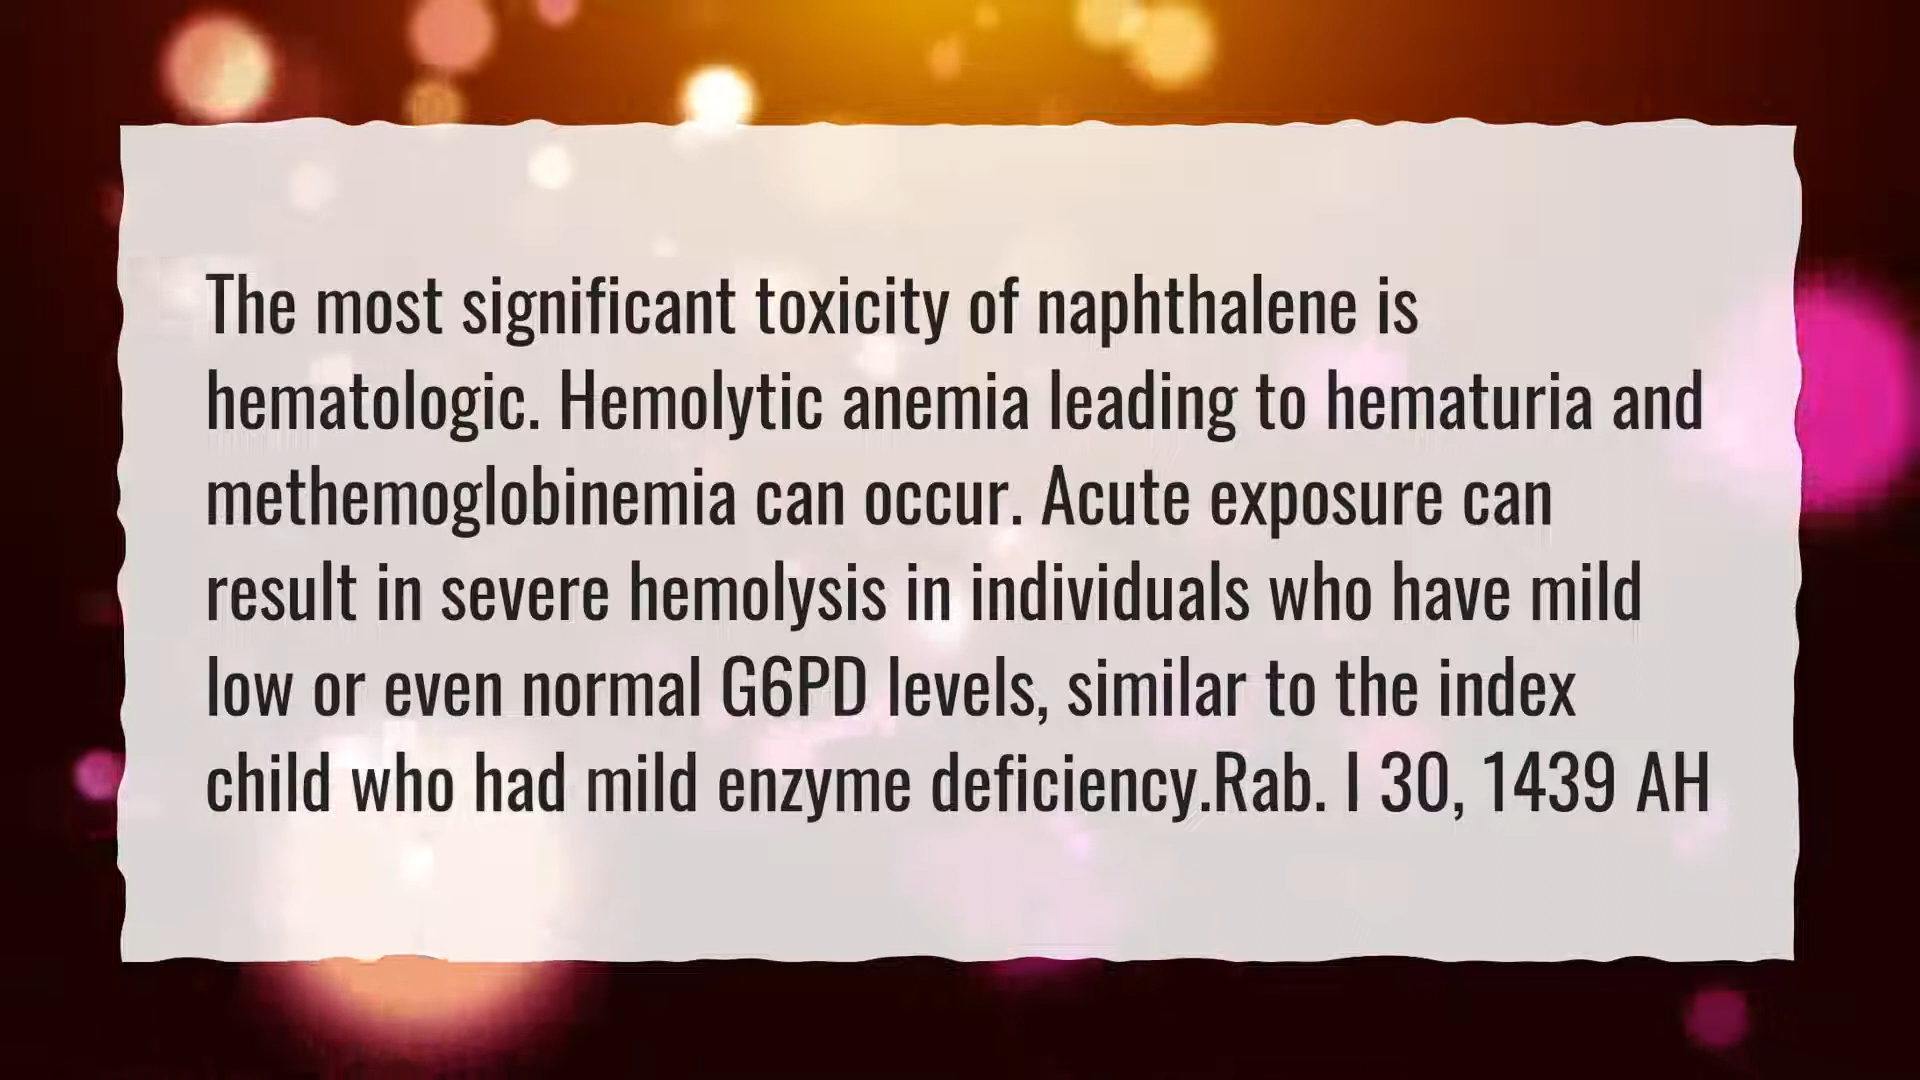 The most significant toxicity of naphthalene is
hematologic. Hemolytic anemia leading to hematuria and
methemoglobinemia can occur. Acute exposure can
result in severe hemolysis in individuals who have mild
low or even normal G6PD levels, similar to the index
child who had mild enzyme deficiency.Rab. I 30, 1439 AH